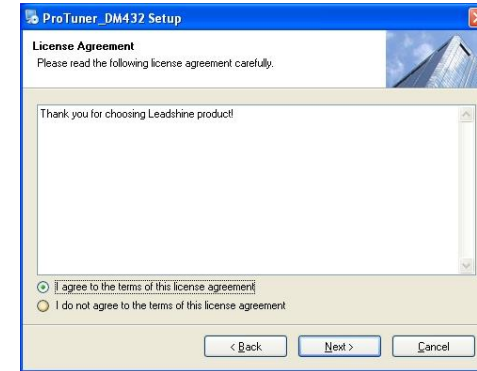 ProTuner_DM432 Setup
License Agreement
Please read the following license agreement carefully.
Thank you for choosing Leadshine product!
I agree to the terms of this license agreement
I do not agree to the terms of this license agreement
< Back Next > Cancel